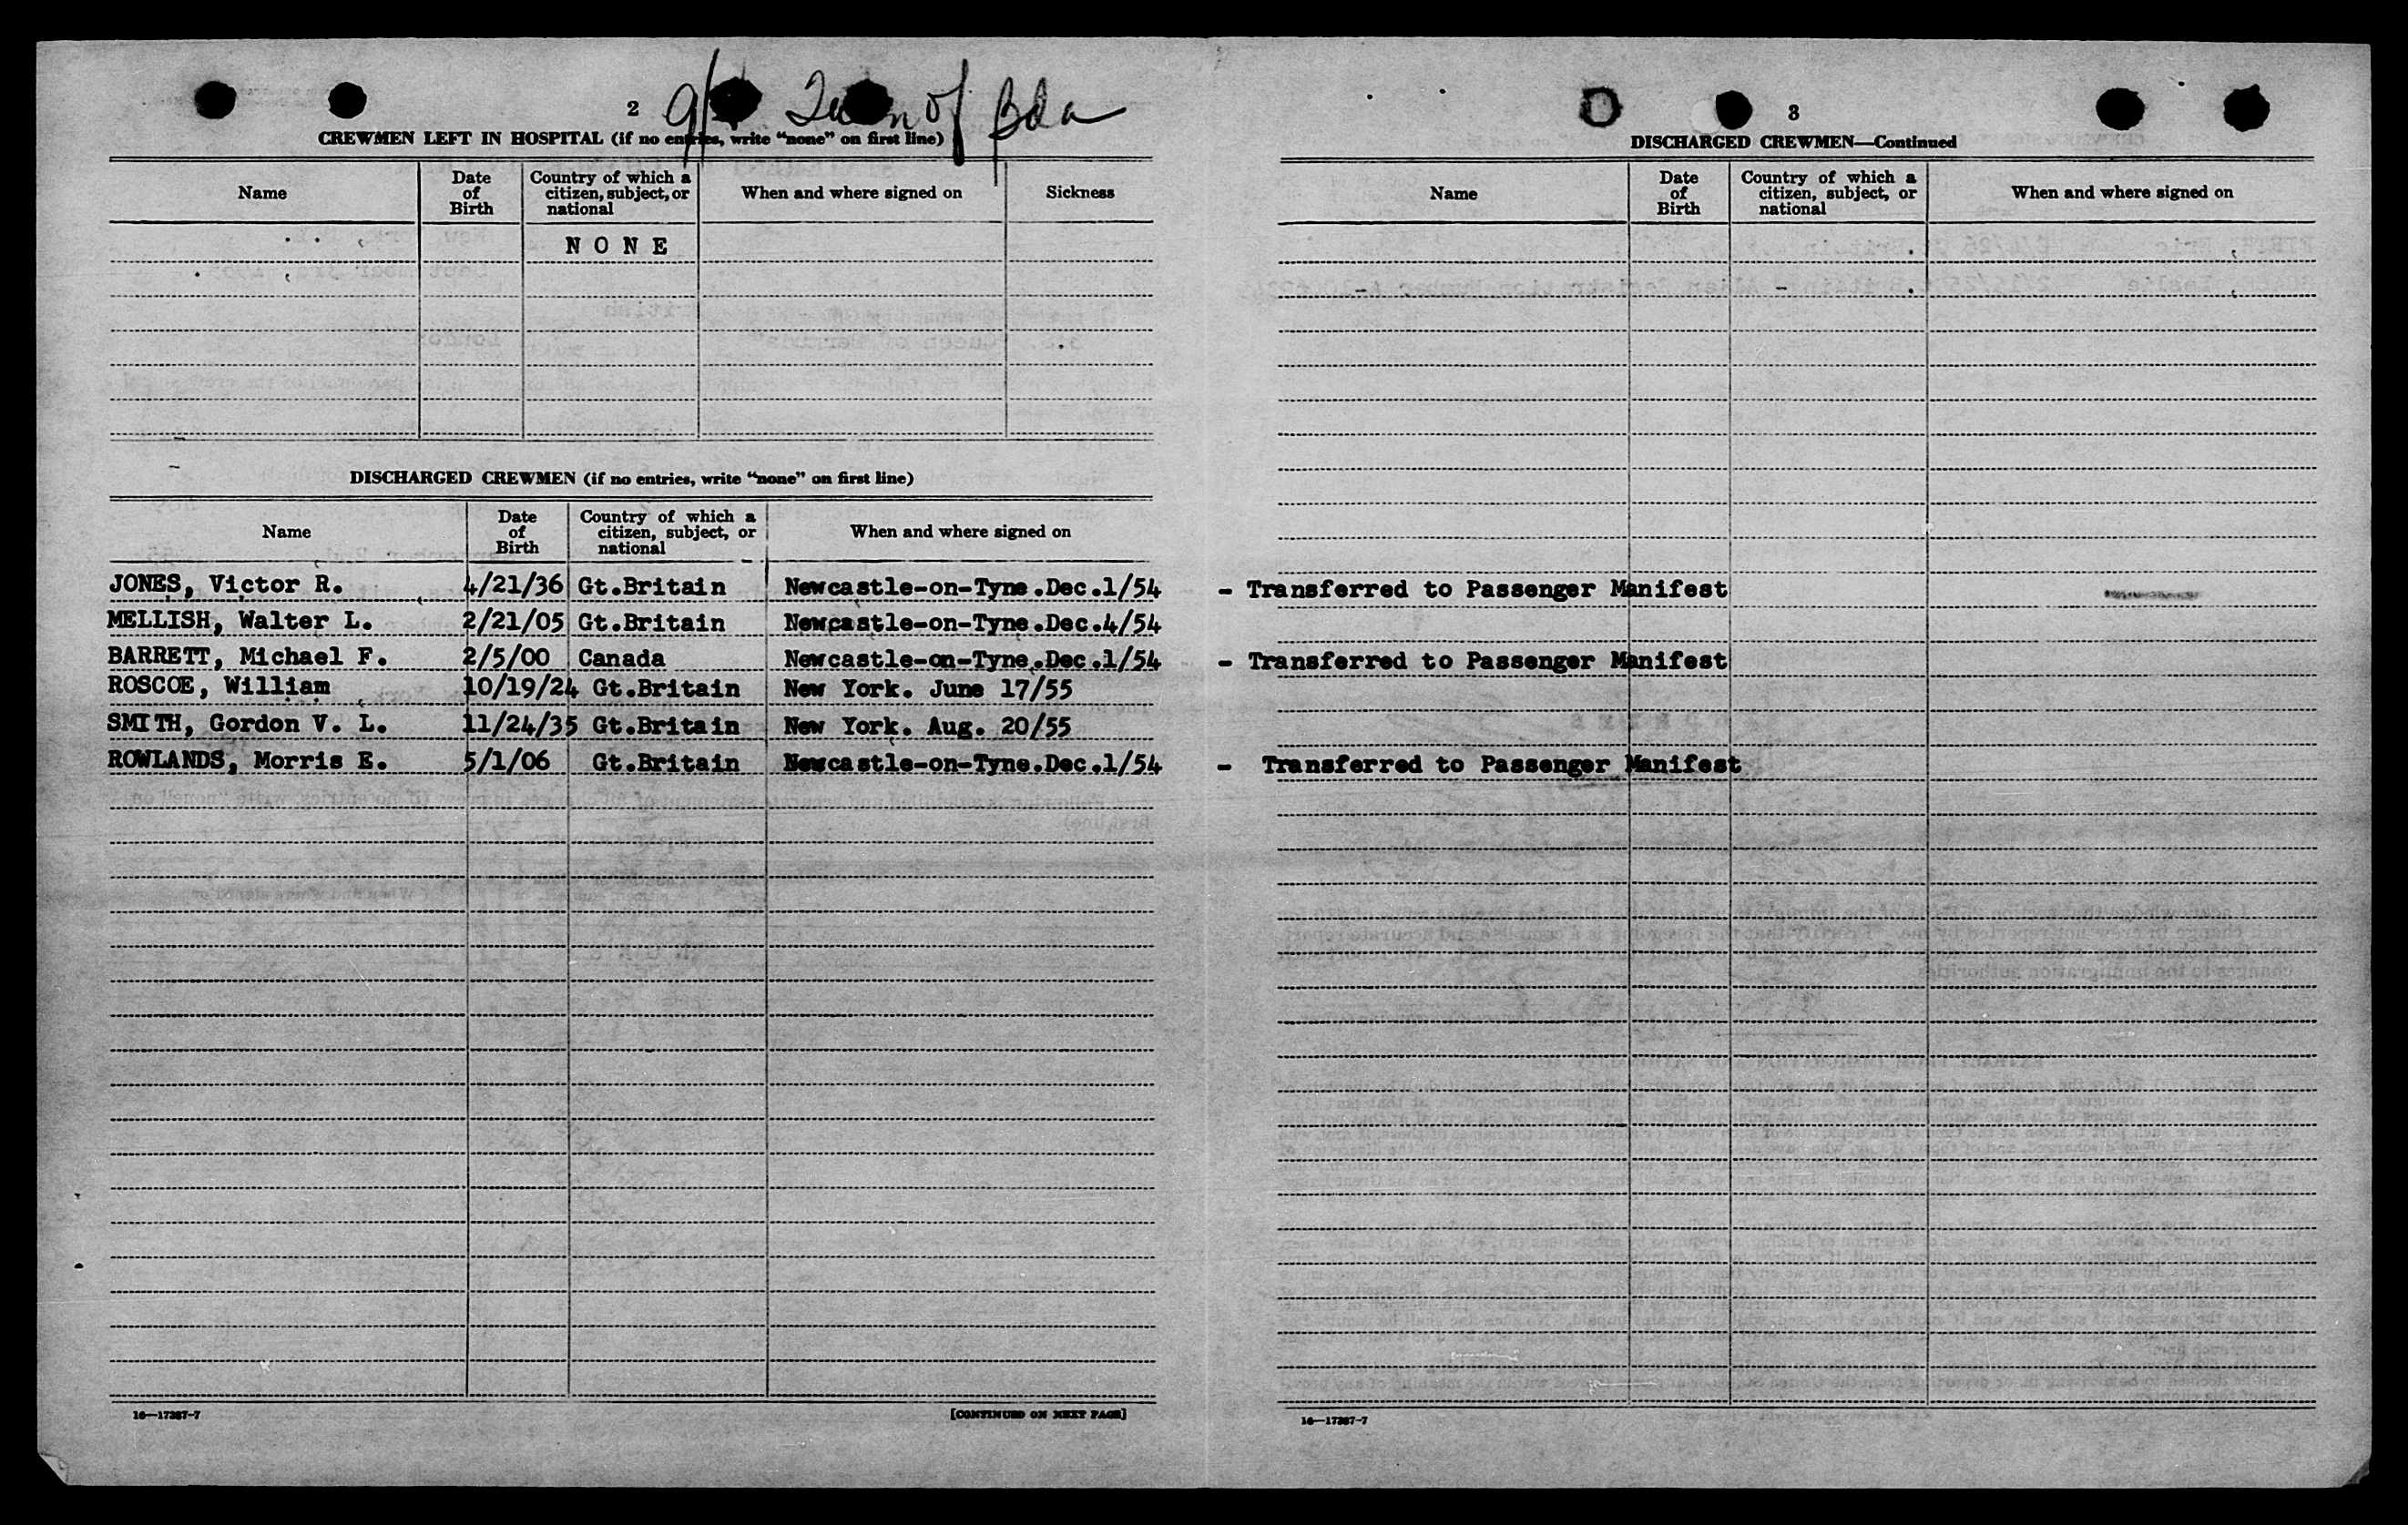 2
Queen of Bda
CREWMEN LEFT IN HOSPITAL (if no entries, write "none" on first line)
Name
Date of Birth
Country of which a citizen, subject, or national
When and where signed on
Sickness
NONE
DISCHARGED CREWMEN (if no entries, write "none" on first line)
Name
Date of Birth
Country of which a citizen, subject, or national
When and where signed on
JONES, Victor R. 4/21/36 Gt.Britain Newcastle-on-Tyne.Dec.1/54
MELLISH, Walter L. 2/21/05 Gt.Britain Newcastle-on-Tyne.Dec.4/54
BARRETT, Michael F. 2/5/00 Canada Newcastle-on-Tyne.Dec.1/54
ROSCOE, William 10/19/24 Gt.Britain New York. June 17/55
SMITH, Gordon V. L. 11/24/35 Gt.Britain New York. Aug. 20/55
ROWLANDS, Morris E. 5/1/06 Gt.Britain Newcastle-on-Tyne.Dec.1/54
16—17387-7
[CONTINUED ON NEXT PAGE]
3
DISCHARGED CREWMEN—Continued
Name
Date of Birth
Country of which a citizen, subject, or national
When and where signed on
- Transferred to Passenger Manifest
- Transferred to Passenger Manifest
- Transferred to Passenger Manifest
16—17387-7